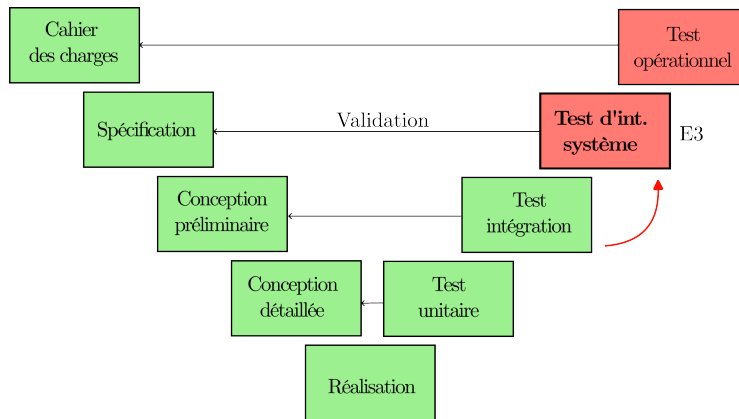 Cahier
des charges
Test
opérationnel
Spécification
Validation
Test d'int.
système
E3
Conception
préliminaire
Test
intégration
Conception
détaillée
Test
unitaire
Réalisation